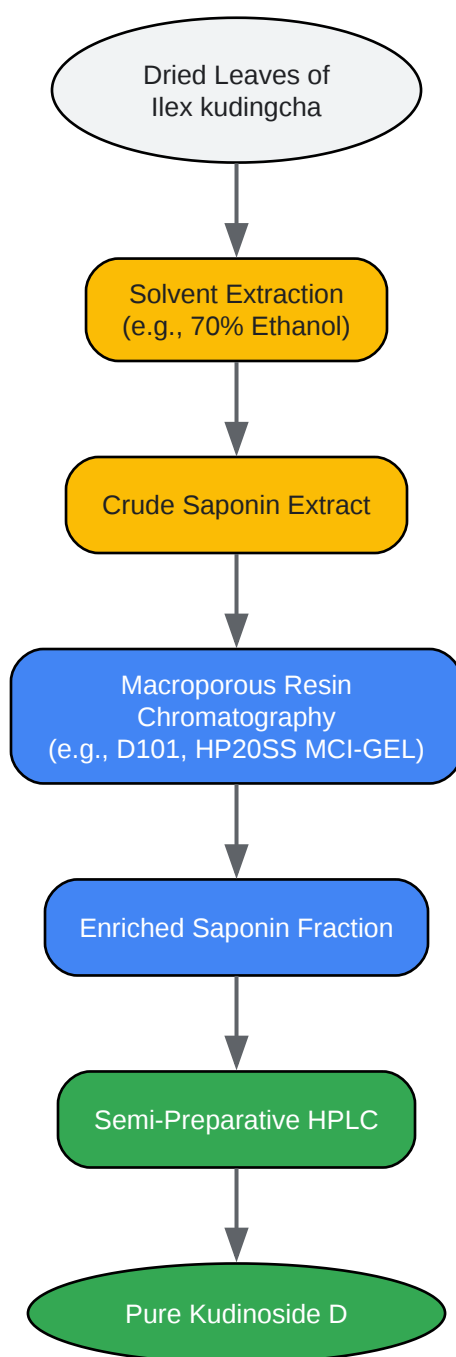 Dried Leaves of
Ilex kudingcha
Solvent Extraction
(e.g., 70% Ethanol)
Crude Saponin Extract
Macroporous Resin
Chromatography
(e.g., D101, HP20SS MCI-GEL)
Enriched Saponin Fraction
Semi-Preparative HPLC
Pure Kudinoside D